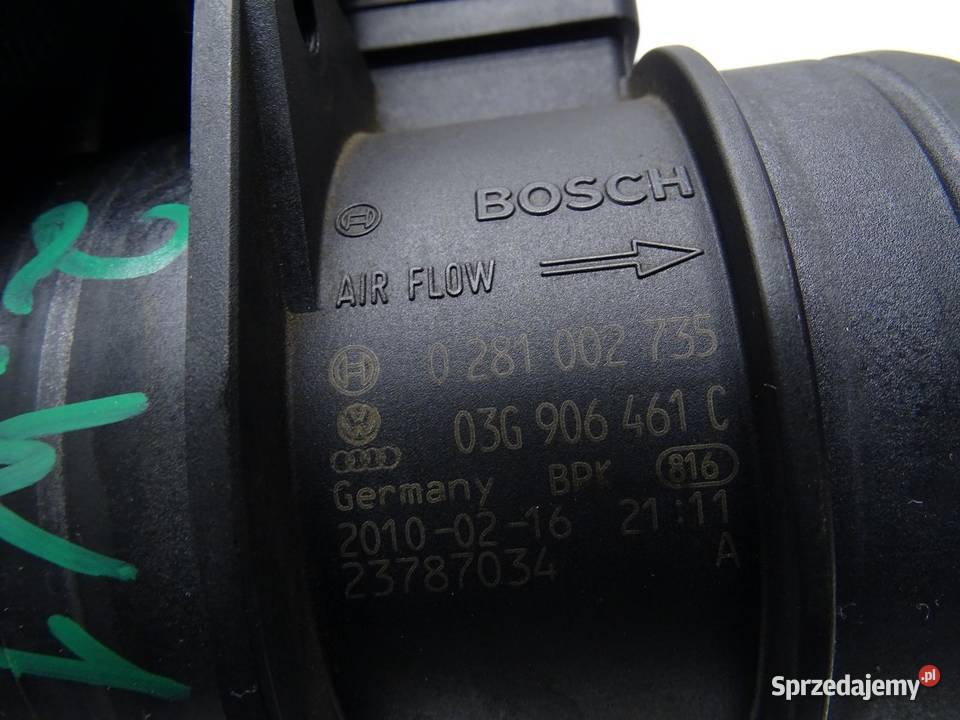 BOSCH
AIR FLOW
0 281 002 735
03G 906 461 C
Germany BPK 816
2010-02-16 21:11
23787034 A
Sprzedajemy.pl